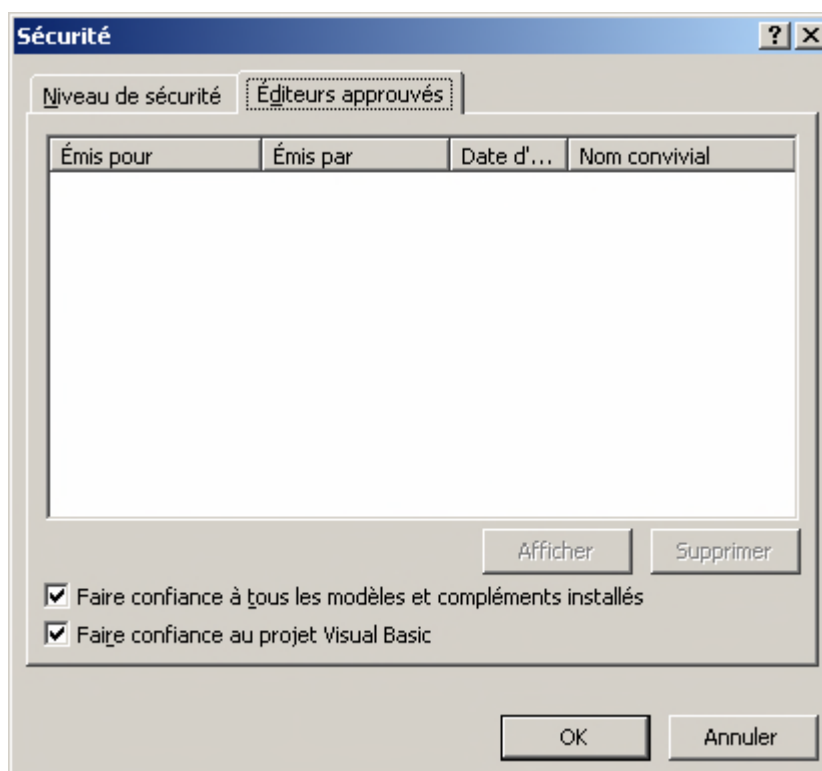 Sécurité
Niveau de sécurité Éditeurs approuvés
Émis pour Émis par Date d'... Nom convivial
Afficher Supprimer
Faire confiance à tous les modèles et compléments installés
Faire confiance au projet Visual Basic
OK Annuler